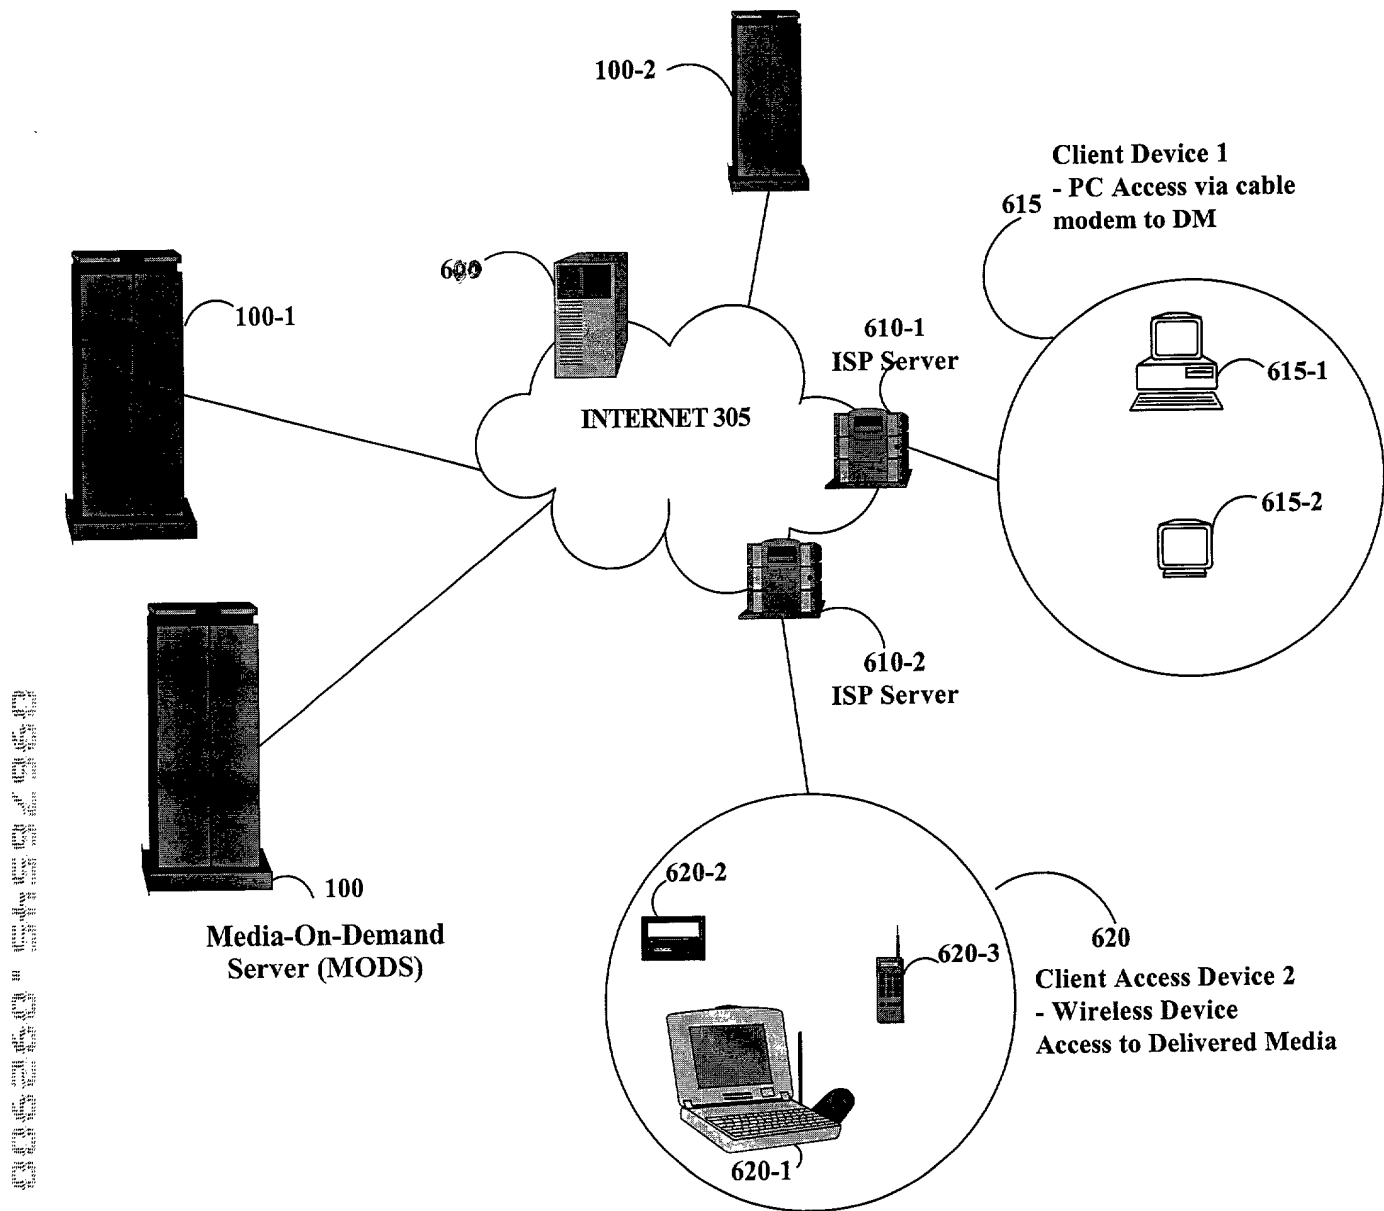 100-2
Client Device 1
- PC Access via cable
modem to DM
615
100-1
610-1
ISP Server
615-1
INTERNET 305
615-2
610-2
ISP Server
100
Media-On-Demand
Server (MODS)
620-2
620-3
620
Client Access Device 2
- Wireless Device
Access to Delivered Media
620-1